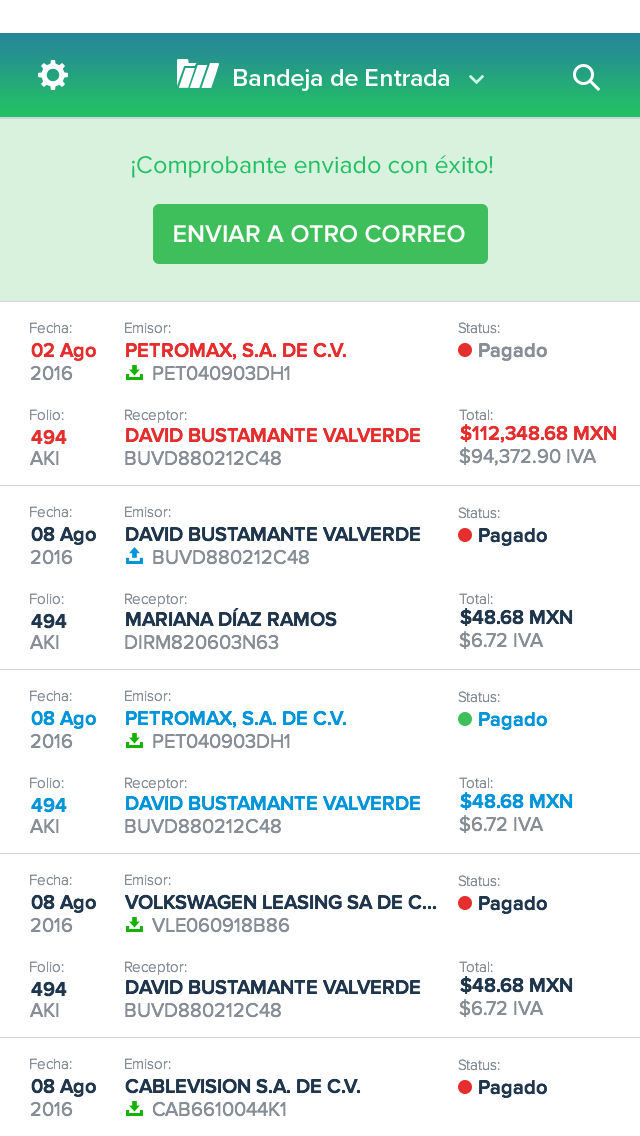 Bandeja de Entrada
¡Comprobante enviado con éxito!
ENVIAR A OTRO CORREO
Fecha: Emisor: Status:
02 Ago PETROMAX, S.A. DE C.V. Pagado
2016 PET040903DH1
Folio: Receptor: Total:
494 DAVID BUSTAMANTE VALVERDE $112,348.68 MXN
AKI BUVD880212C48 $94,372.90 IVA
Fecha: Emisor: Status:
08 Ago DAVID BUSTAMANTE VALVERDE Pagado
2016 BUVD880212C48
Folio: Receptor: Total:
494 MARIANA DÍAZ RAMOS $48.68 MXN
AKI DIRM820603N63 $6.72 IVA
Fecha: Emisor: Status:
08 Ago PETROMAX, S.A. DE C.V. Pagado
2016 PET040903DH1
Folio: Receptor: Total:
494 DAVID BUSTAMANTE VALVERDE $48.68 MXN
AKI BUVD880212C48 $6.72 IVA
Fecha: Emisor: Status:
08 Ago VOLKSWAGEN LEASING SA DE C... Pagado
2016 VLE060918B86
Folio: Receptor: Total:
494 DAVID BUSTAMANTE VALVERDE $48.68 MXN
AKI BUVD880212C48 $6.72 IVA
Fecha: Emisor: Status:
08 Ago CABLEVISION S.A. DE C.V. Pagado
2016 CAB6610044K1